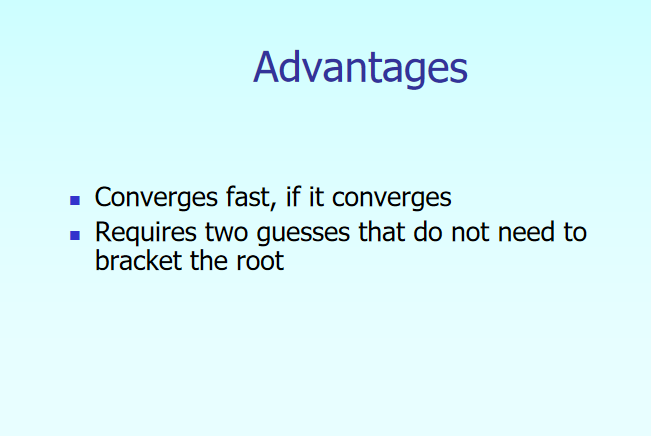 Advantages
Converges fast, if it converges
Requires two guesses that do not need to
bracket the root